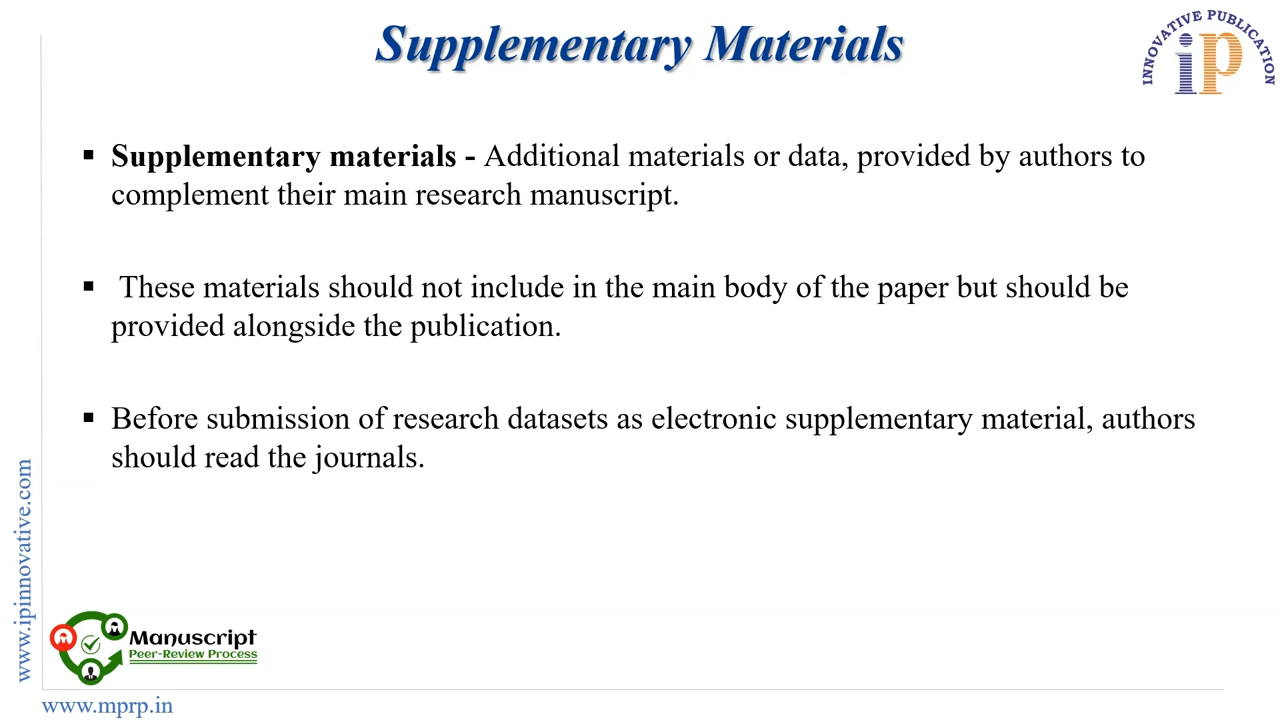 Supplementary Materials
INNOVATIVE PUBLICATION
ip
▪ Supplementary materials - Additional materials or data, provided by authors to
complement their main research manuscript.
▪ These materials should not include in the main body of the paper but should be
provided alongside the publication.
▪ Before submission of research datasets as electronic supplementary material, authors
should read the journals.
www.ipinnovative.com
Manuscript
Peer-Review Process
www.mprp.in